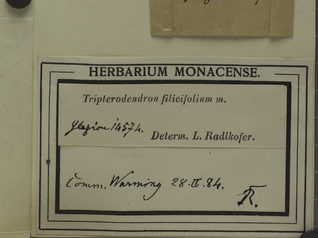 HERBARIUM MONACENSE.
Tripterodendron filicifolium m.
Glaziou 14574.
Determ. L. Radlkofer.
Comm. Warming 28.II.84.
R.